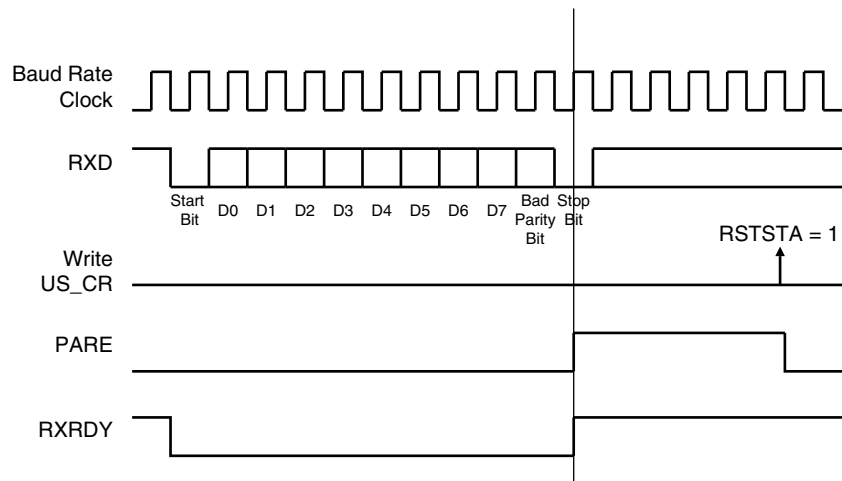 Baud Rate
Clock
RXD
Start
Bit
D0
D1
D2
D3
D4
D5
D6
D7
Bad
Parity
Bit
Stop
Bit
RSTSTA = 1
Write
US_CR
PARE
RXRDY